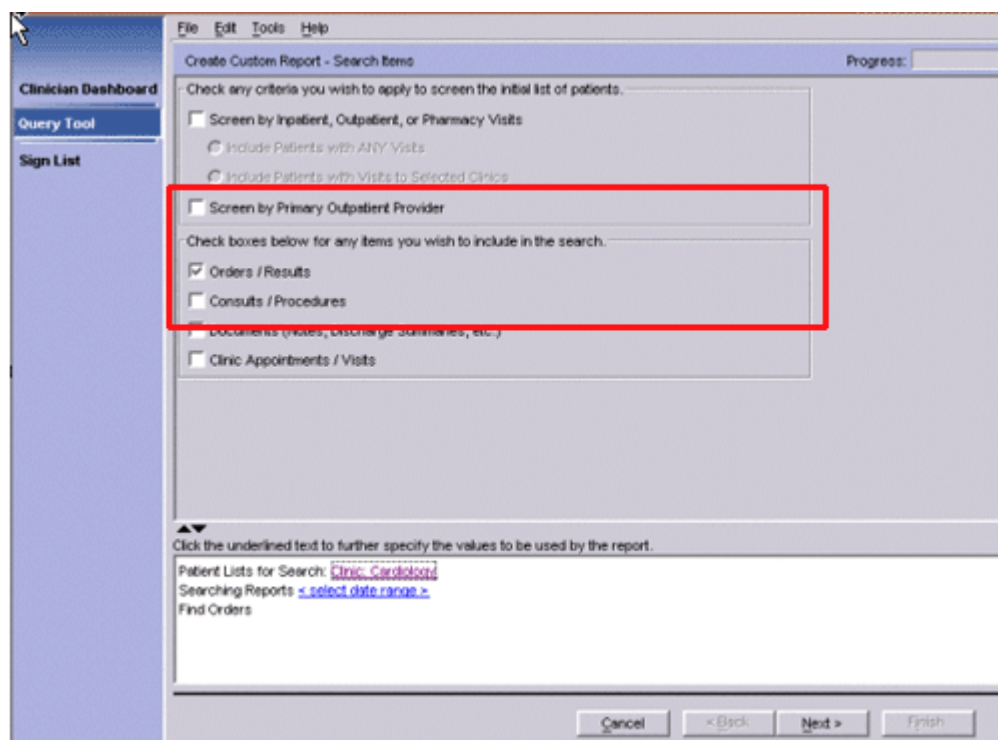 File Edit Tools Help
Create Custom Report - Search Items Progress:
Clinician Dashboard
Query Tool
Sign List
Check any criteria you wish to apply to screen the initial list of patients.
Screen by Inpatient, Outpatient, or Pharmacy Visits
Include Patients with ANY Visits
Include Patients with Visits to Selected Clinics
Screen by Primary Outpatient Provider
Check boxes below for any items you wish to include in the search.
Orders / Results
Consults / Procedures
Documents (Notes, Discharge Summaries, etc.)
Clinic Appointments / Visits
Click the underlined text to further specify the values to be used by the report.
Patient Lists for Search: Clinic: Cardiology
Searching Reports < select date range >
Find Orders
Cancel < Back Next > Finish